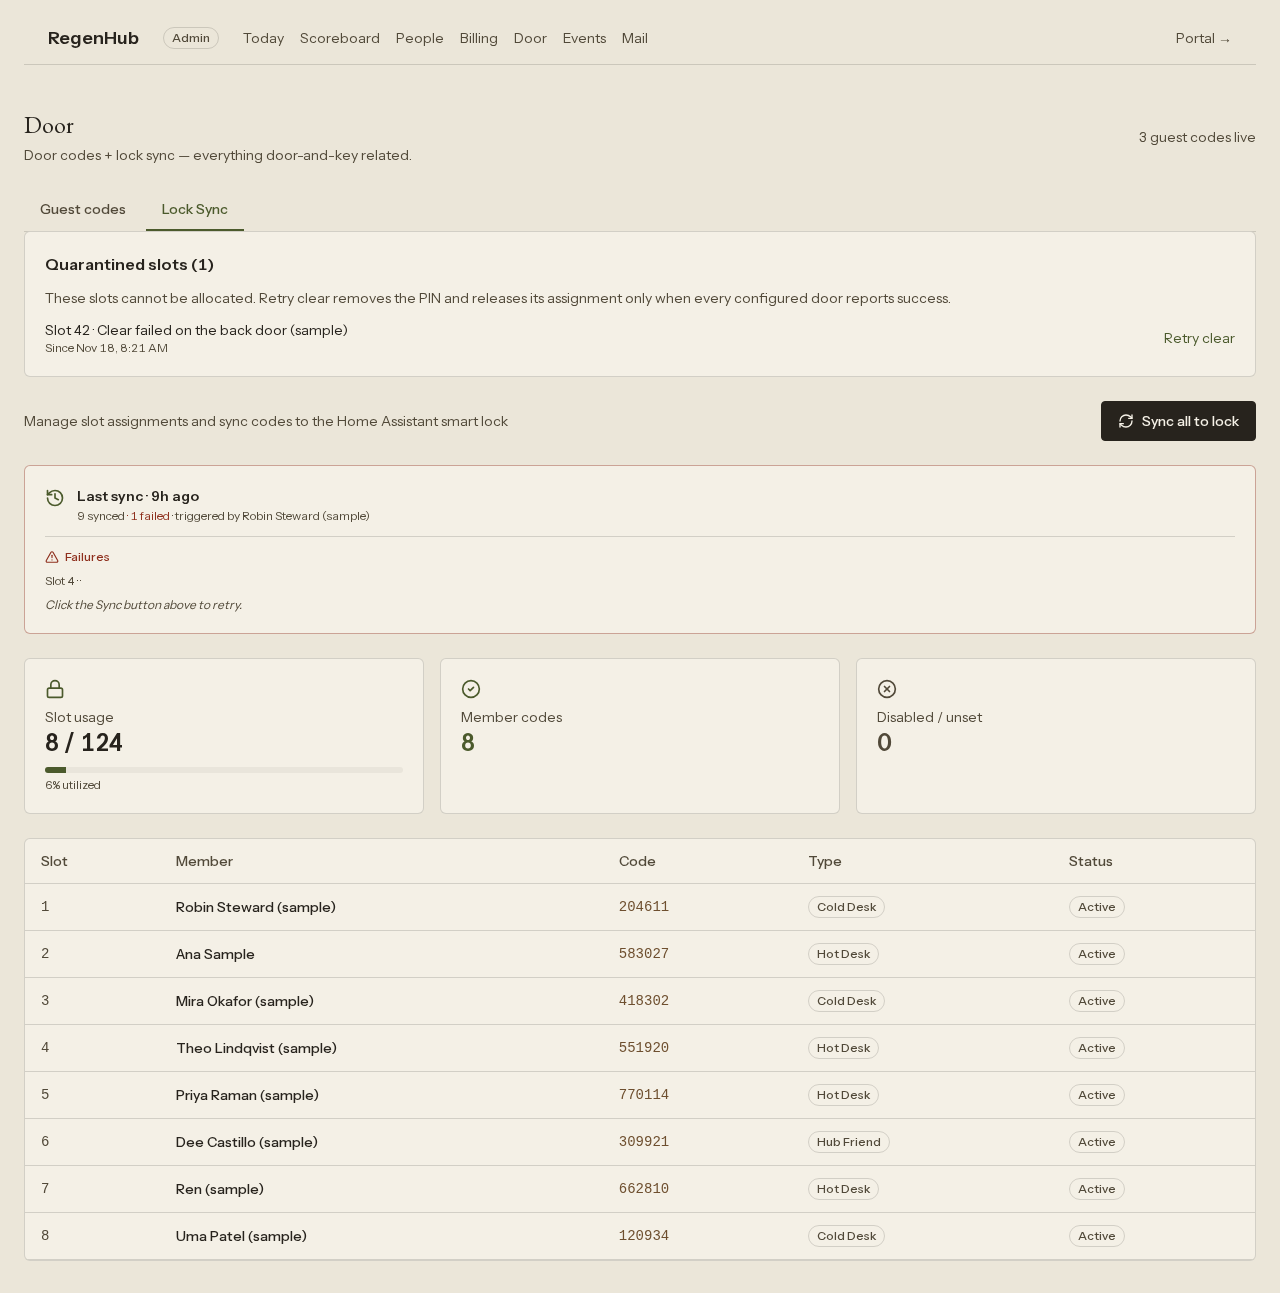 RegenHub
Admin
Today
Scoreboard
People
Billing
Door
Events
Mail
Portal →
Door
Door codes + lock sync — everything door-and-key related.
3 guest codes live
Guest codes
Lock Sync
Quarantined slots (1)
These slots cannot be allocated. Retry clear removes the PIN and releases its assignment only when every configured door reports success.
Slot 42 · Clear failed on the back door (sample)
Since Nov 18, 8:21 AM
Retry clear
Manage slot assignments and sync codes to the Home Assistant smart lock
Sync all to lock
Last sync · 9h ago
9 synced · 1 failed · triggered by Robin Steward (sample)
Failures
Slot 4 · ·
Click the Sync button above to retry.
Slot usage
8 / 124
6% utilized
Member codes
8
Disabled / unset
0
Slot Member Code Type Status
1 Robin Steward (sample) 204611 Cold Desk Active
2 Ana Sample 583027 Hot Desk Active
3 Mira Okafor (sample) 418302 Cold Desk Active
4 Theo Lindqvist (sample) 551920 Hot Desk Active
5 Priya Raman (sample) 770114 Hot Desk Active
6 Dee Castillo (sample) 309921 Hub Friend Active
7 Ren (sample) 662810 Hot Desk Active
8 Uma Patel (sample) 120934 Cold Desk Active